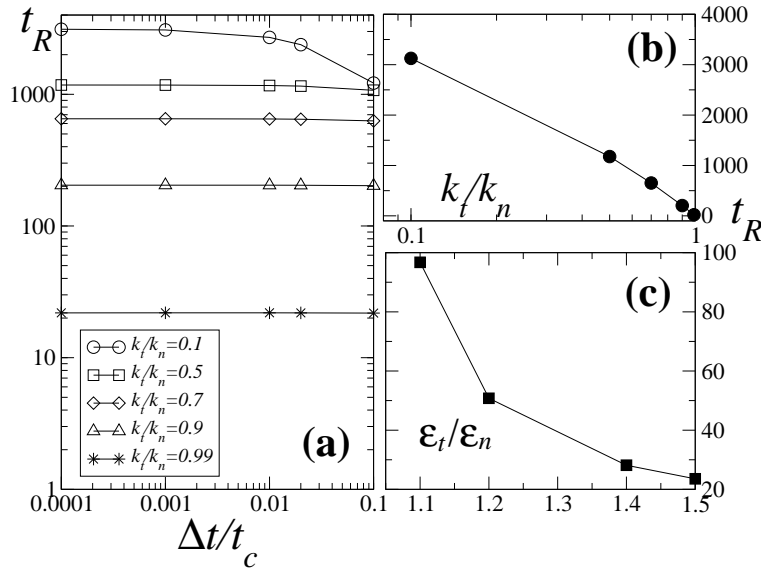 t_R
1000
100
10
1
0.0001
0.001
0.01
0.1
Δt/t_c
k_t/k_n=0.1
k_t/k_n=0.5
k_t/k_n=0.7
k_t/k_n=0.9
k_t/k_n=0.99
(a)
(b)
4000
3000
2000
1000
0
k_t/k_n
0.1
1
t_R
(c)
100
80
60
40
20
ε_t/ε_n
1.1
1.2
1.3
1.4
1.5